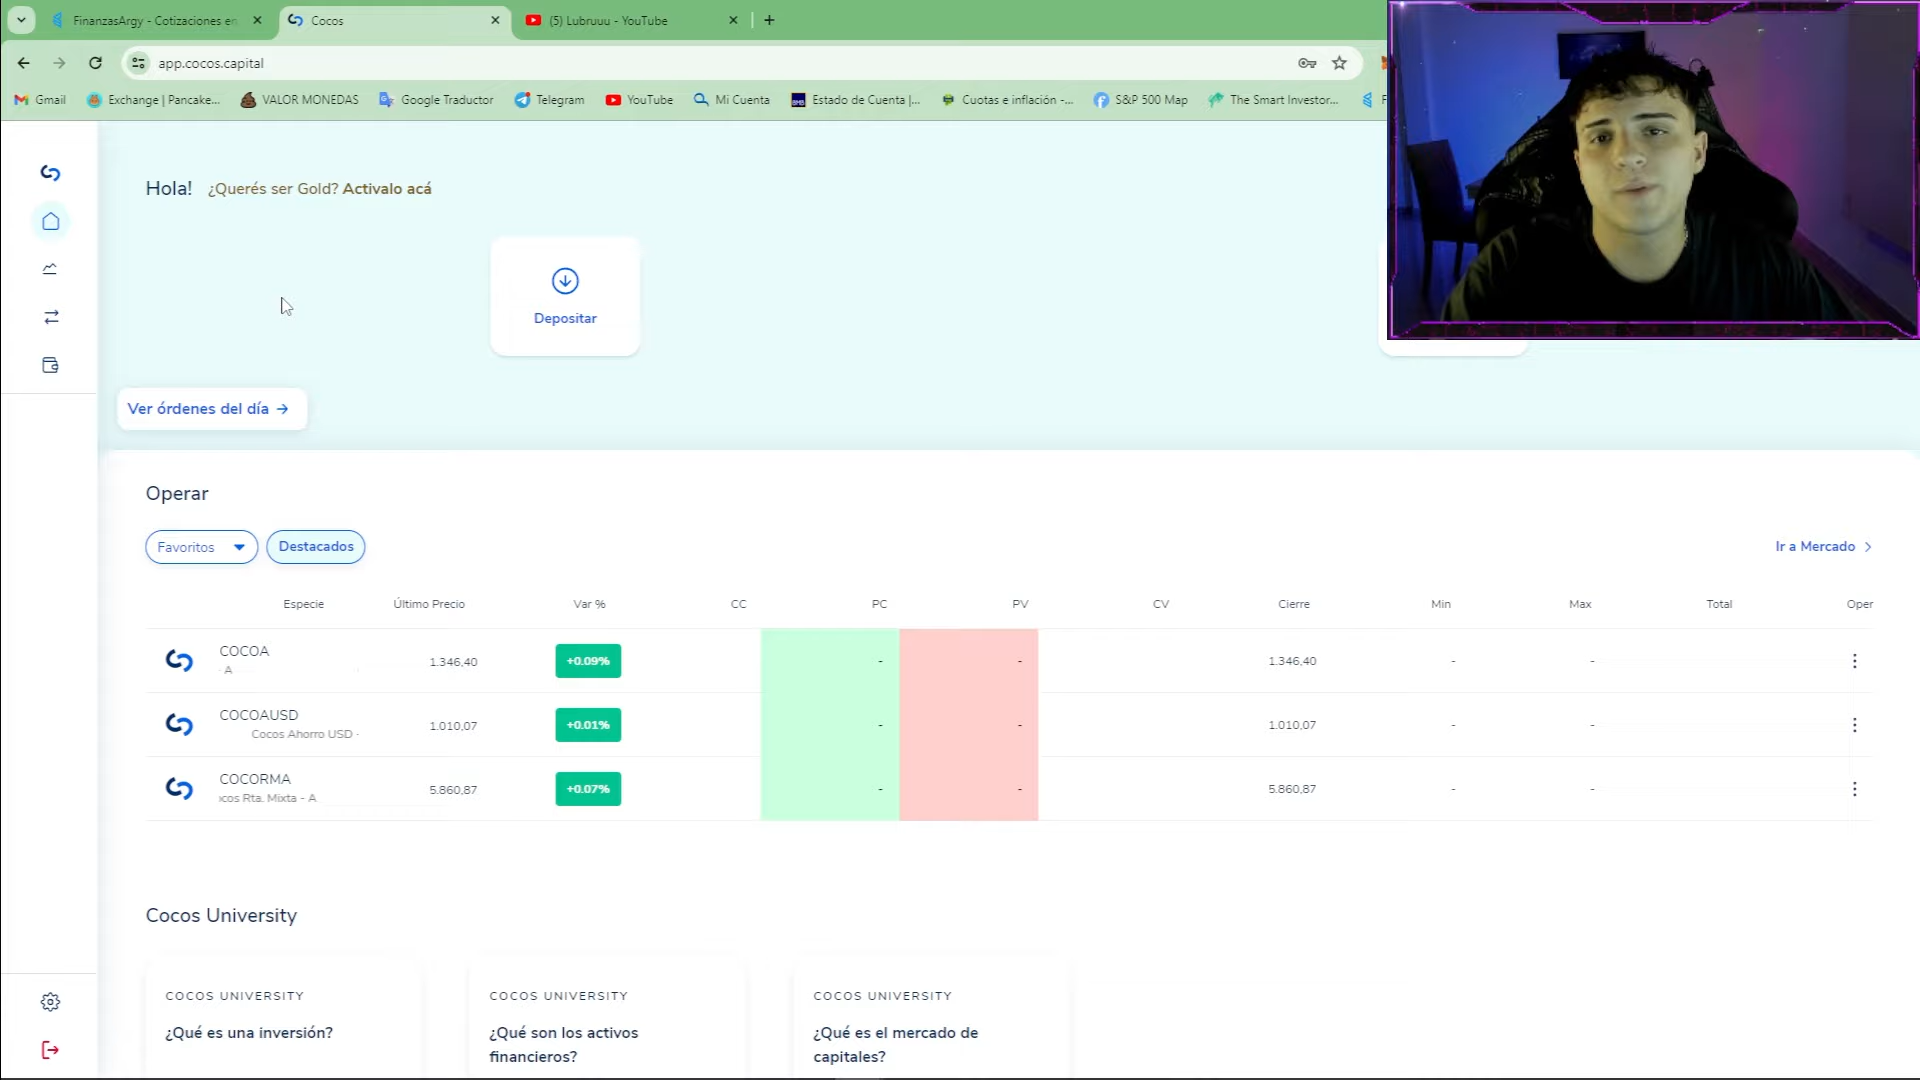 FinanzasArgy - Cotizaciones en
Cocos
(5) Lubruuu - YouTube
app.cocos.capital
Gmail
Exchange | Pancake...
VALOR MONEDAS
Google Traductor
Telegram
YouTube
Mi Cuenta
Estado de Cuenta |...
Cuotas e inflación -...
S&P 500 Map
The Smart Investor...
F
Hola! ¿Querés ser Gold? Activalo acá
Depositar
Ver órdenes del día →
Operar
Favoritos
Destacados
Ir a Mercado >
Especie Último Precio Var % CC PC PV CV Cierre Min Max Total Oper
COCOA 1.346,40 +0.09% - - 1.346,40 - -
- A
COCOAUSD 1.010,07 +0.01% - - 1.010,07 - -
Cocos Ahorro USD -
COCORMA 5.860,87 +0.07% - - 5.860,87 - -
cos Rta. Mixta - A
Cocos University
COCOS UNIVERSITY
¿Qué es una inversión?
COCOS UNIVERSITY
¿Qué son los activos
financieros?
COCOS UNIVERSITY
¿Qué es el mercado de
capitales?